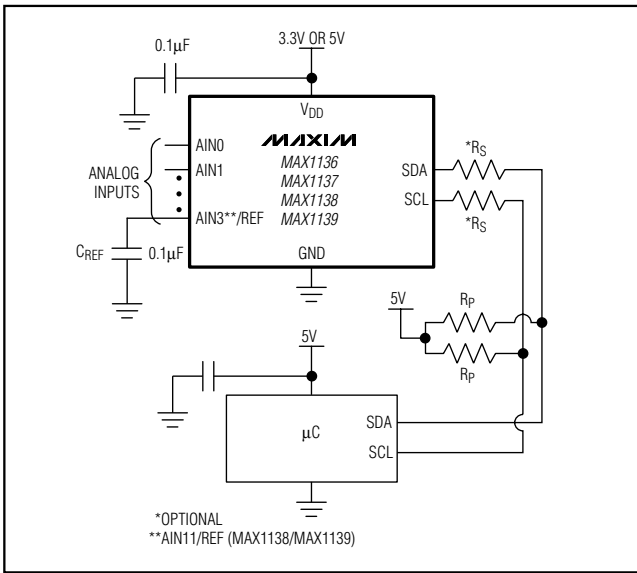 0.1µF
3.3V OR 5V
VDD
MAXIM
AIN0
ANALOG INPUTS
AIN1
MAX1136
MAX1137
MAX1138
MAX1139
SDA
*RS
SCL
*RS
AIN3**/REF
CREF
0.1µF
GND
5V
RP
RP
5V
µC
SDA
SCL
*OPTIONAL
**AIN11/REF (MAX1138/MAX1139)